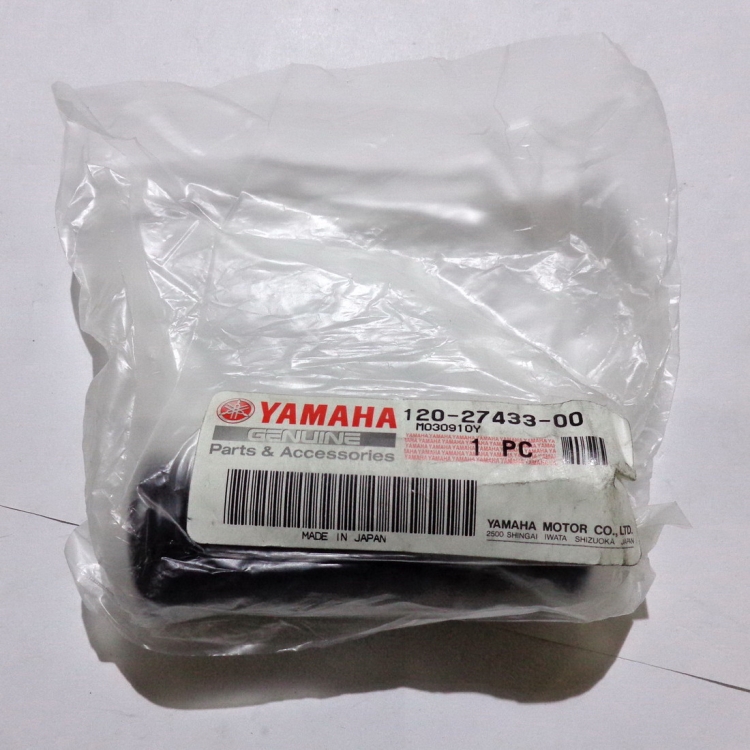 YAMAHA 120-27433-00
GENUINE M030910Y
Parts & Accessories 1 PC
MADE IN JAPAN
YAMAHA MOTOR CO., LTD.
2500 SHINGAI IWATA SHIZUOKA JAPAN